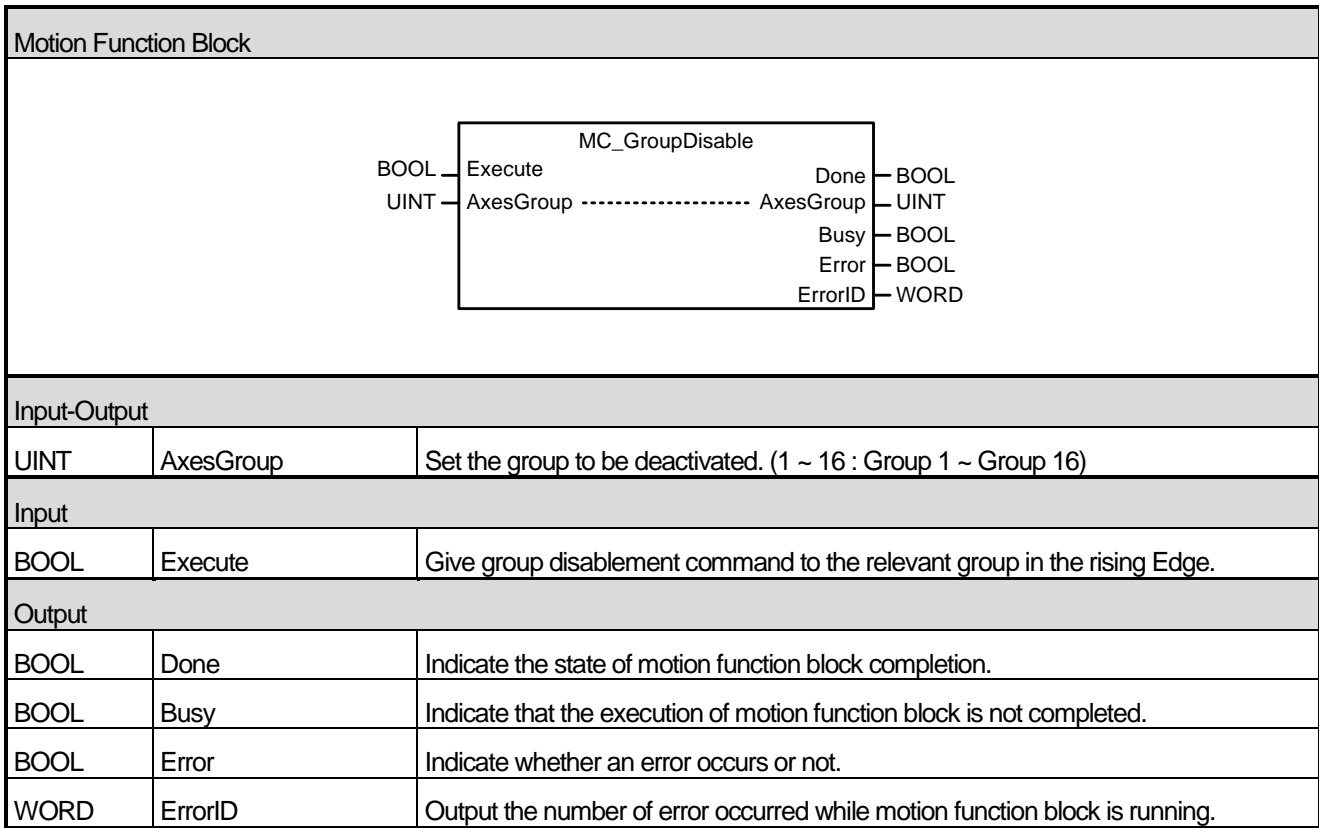 Motion Function Block
MC_GroupDisable
BOOL Execute Done BOOL
UINT AxesGroup AxesGroup UINT
Busy BOOL
Error BOOL
ErrorID WORD
Input-Output
UINT AxesGroup Set the group to be deactivated. (1 ~ 16 : Group 1 ~ Group 16)
Input
BOOL Execute Give group disablement command to the relevant group in the rising Edge.
Output
BOOL Done Indicate the state of motion function block completion.
BOOL Busy Indicate that the execution of motion function block is not completed.
BOOL Error Indicate whether an error occurs or not.
WORD ErrorID Output the number of error occurred while motion function block is running.